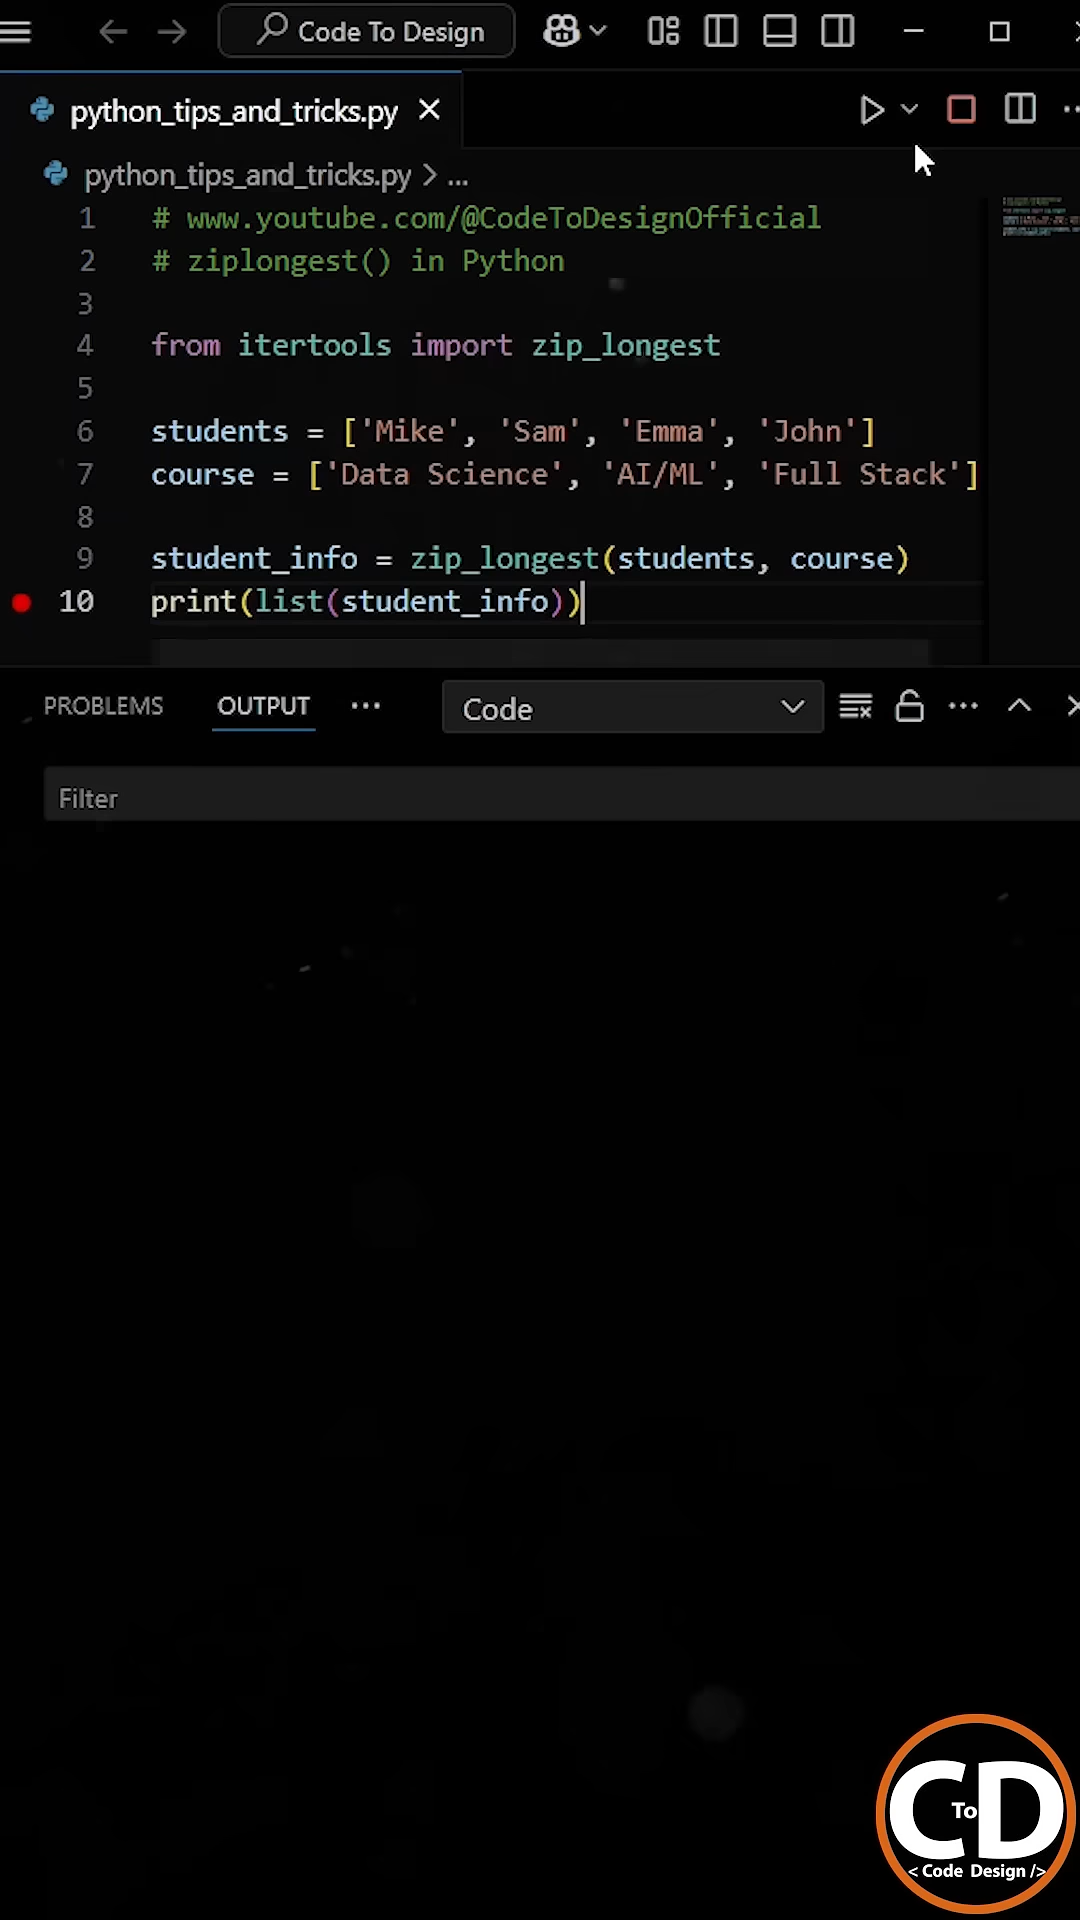 Code To Design
python_tips_and_tricks.py
python_tips_and_tricks.py > ...
1 # www.youtube.com/@CodeToDesignOfficial
2 # ziplongest() in Python
3
4 from itertools import zip_longest
5
6 students = ['Mike', 'Sam', 'Emma', 'John']
7 course = ['Data Science', 'AI/ML', 'Full Stack']
8
9 student_info = zip_longest(students, course)
10 print(list(student_info))
PROBLEMS OUTPUT ... Code
Filter
CD
To
< Code Design />